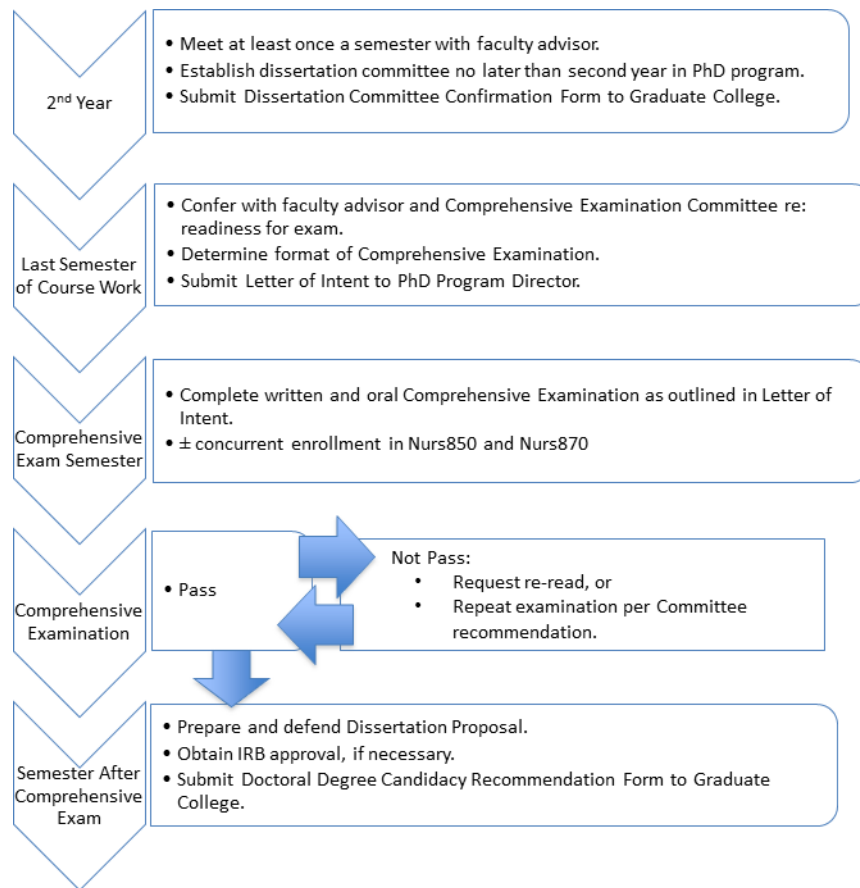 2nd Year
• Meet at least once a semester with faculty advisor.
• Establish dissertation committee no later than second year in PhD program.
• Submit Dissertation Committee Confirmation Form to Graduate College.
Last Semester
of Course Work
• Confer with faculty advisor and Comprehensive Examination Committee re:
readiness for exam.
• Determine format of Comprehensive Examination.
• Submit Letter of Intent to PhD Program Director.
Comprehensive
Exam Semester
• Complete written and oral Comprehensive Examination as outlined in Letter of
Intent.
• ± concurrent enrollment in Nurs850 and Nurs870
Comprehensive
Examination
• Pass
Not Pass:
• Request re-read, or
• Repeat examination per Committee
recommendation.
Semester After
Comprehensive
Exam
• Prepare and defend Dissertation Proposal.
• Obtain IRB approval, if necessary.
• Submit Doctoral Degree Candidacy Recommendation Form to Graduate
College.